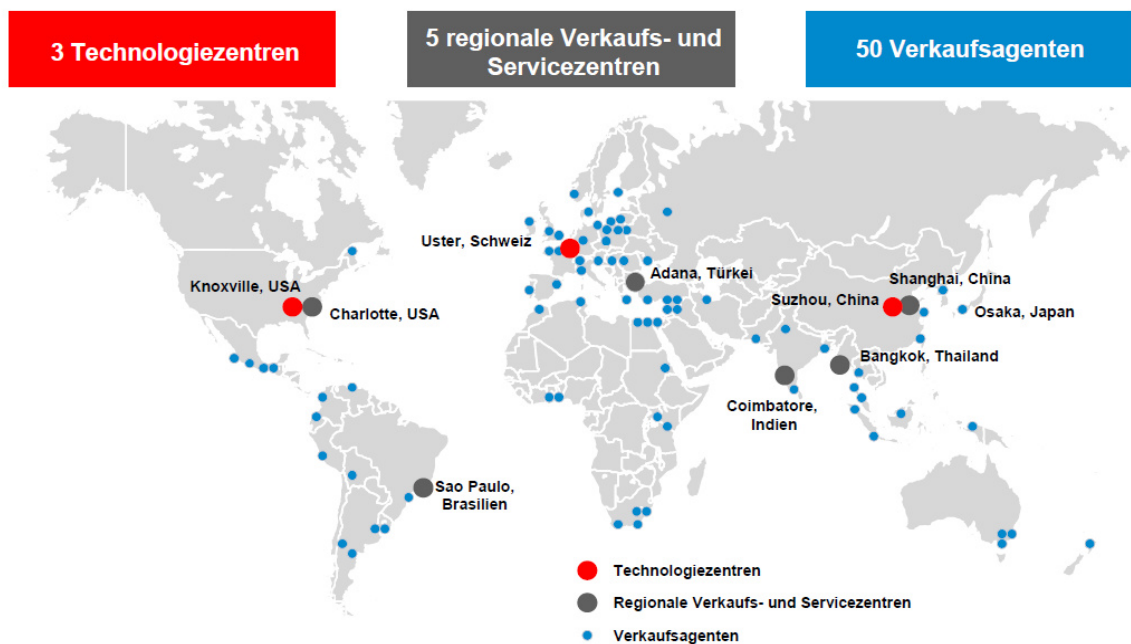 3 Technologiezentren
5 regionale Verkaufs- und
Servicezentren
50 Verkaufsagenten
Uster, Schweiz
Adana, Türkei
Shanghai, China
Knoxville, USA
Suzhou, China
Charlotte, USA
Osaka, Japan
Bangkok, Thailand
Coimbatore,
Indien
Sao Paulo,
Brasilien
Technologiezentren
Regionale Verkaufs- und Servicezentren
Verkaufsagenten